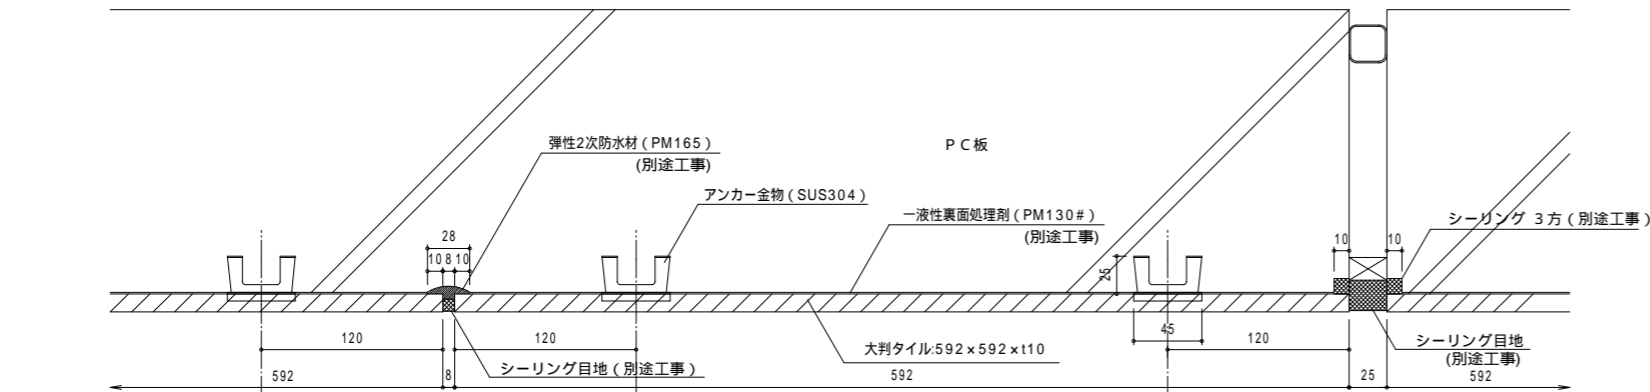 弾性2次防水材（PM165）
(別途工事)
ＰＣ板
アンカー金物（SUS304）
一液性裏面処理剤（PM130#）
(別途工事)
シーリング ３方（別途工事）
28
10 8 10
25
10
10
45
120
120
120
シーリング目地（別途工事）
大判タイル:592×592×t10
シーリング目地
(別途工事)
592
8
592
25
592